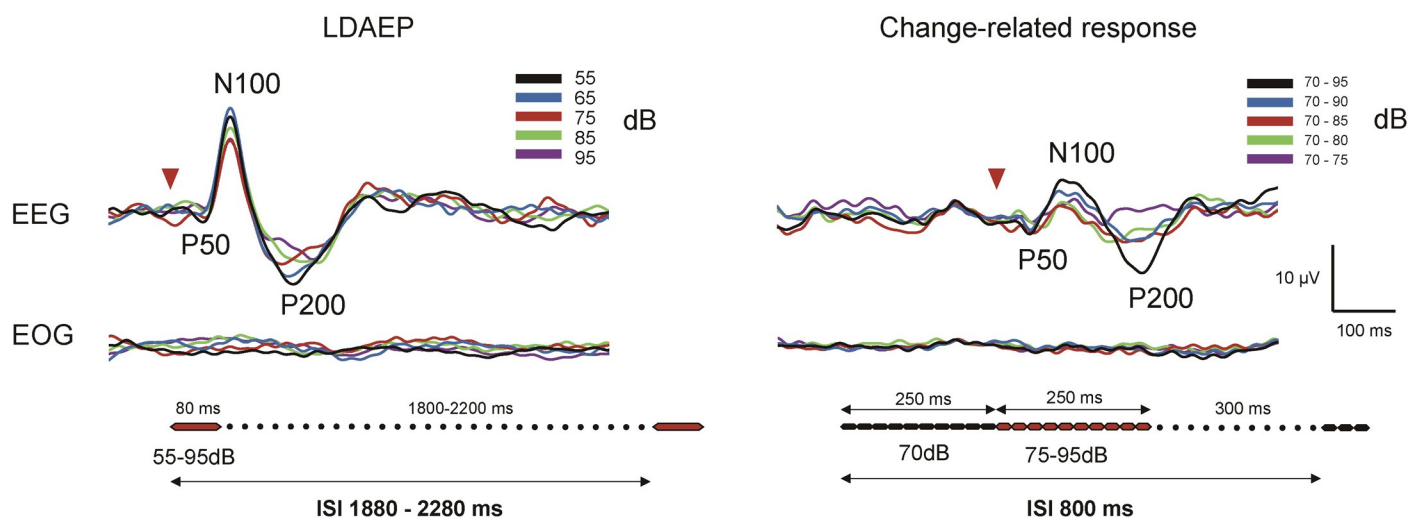 LDAEP
Change-related response
N100
55
65
75
85
95
dB
70 - 95
70 - 90
70 - 85
70 - 80
70 - 75
dB
N100
EEG
P50
P50
P200
P200
10 µV
100 ms
EOG
80 ms
1800-2200 ms
250 ms
250 ms
300 ms
55-95dB
70dB
75-95dB
ISI 1880 - 2280 ms
ISI 800 ms